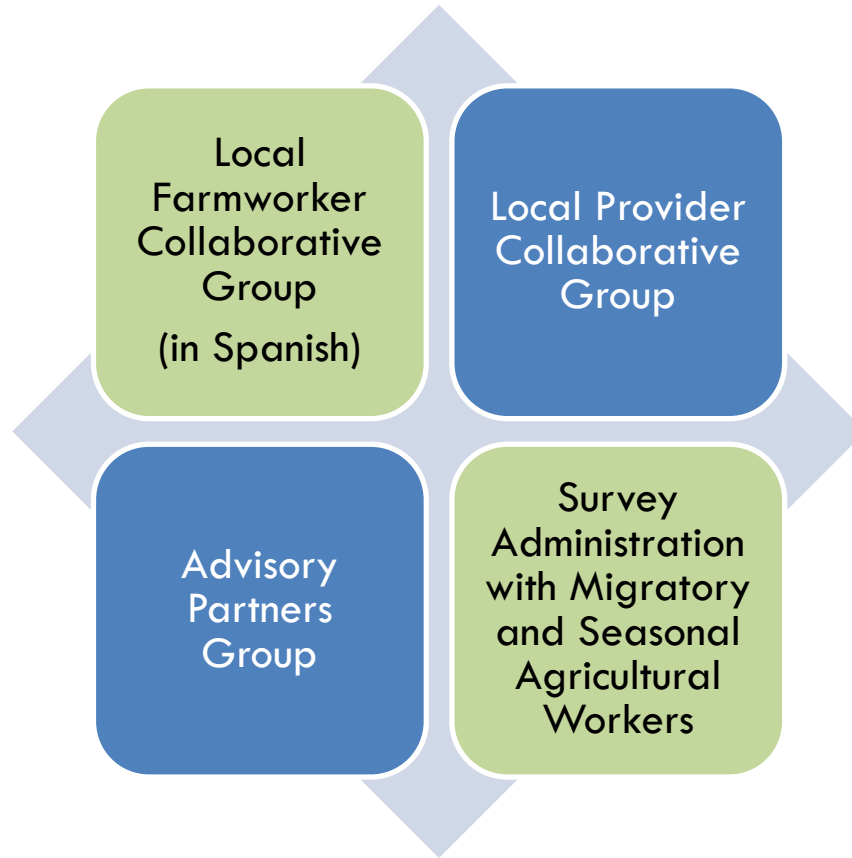 Local
Farmworker
Collaborative
Group
(in Spanish)
Local Provider
Collaborative
Group
Advisory
Partners
Group
Survey
Administration
with Migratory
and Seasonal
Agricultural
Workers